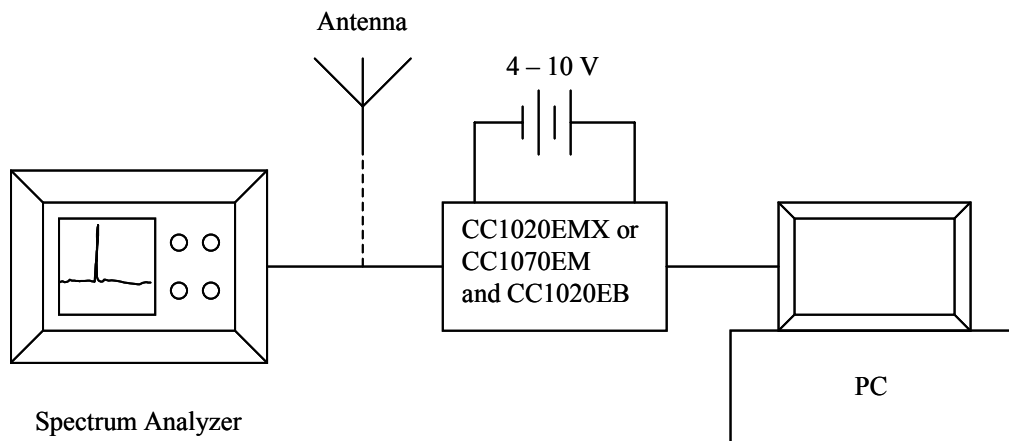 Antenna
4 – 10 V
CC1020EMX or
CC1070EM
and CC1020EB
PC
Spectrum Analyzer